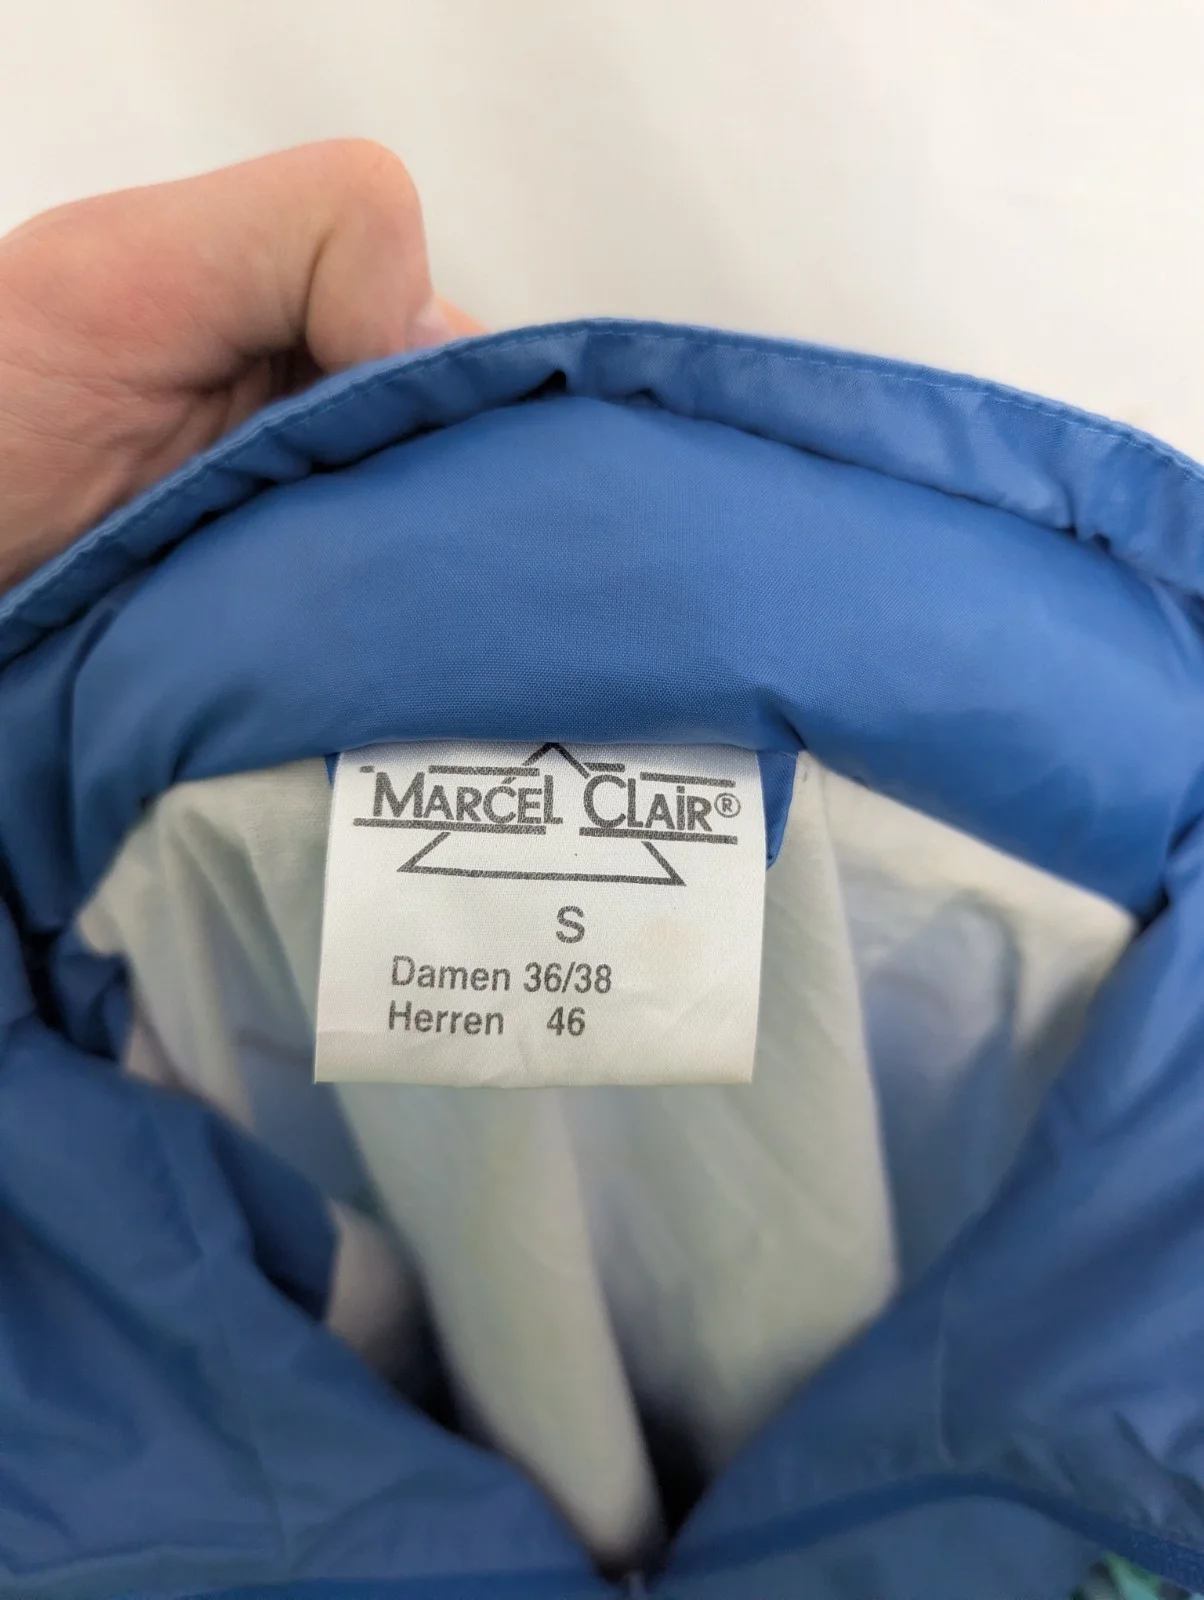 MARCEL CLAIR®
S
Damen 36/38
Herren 46